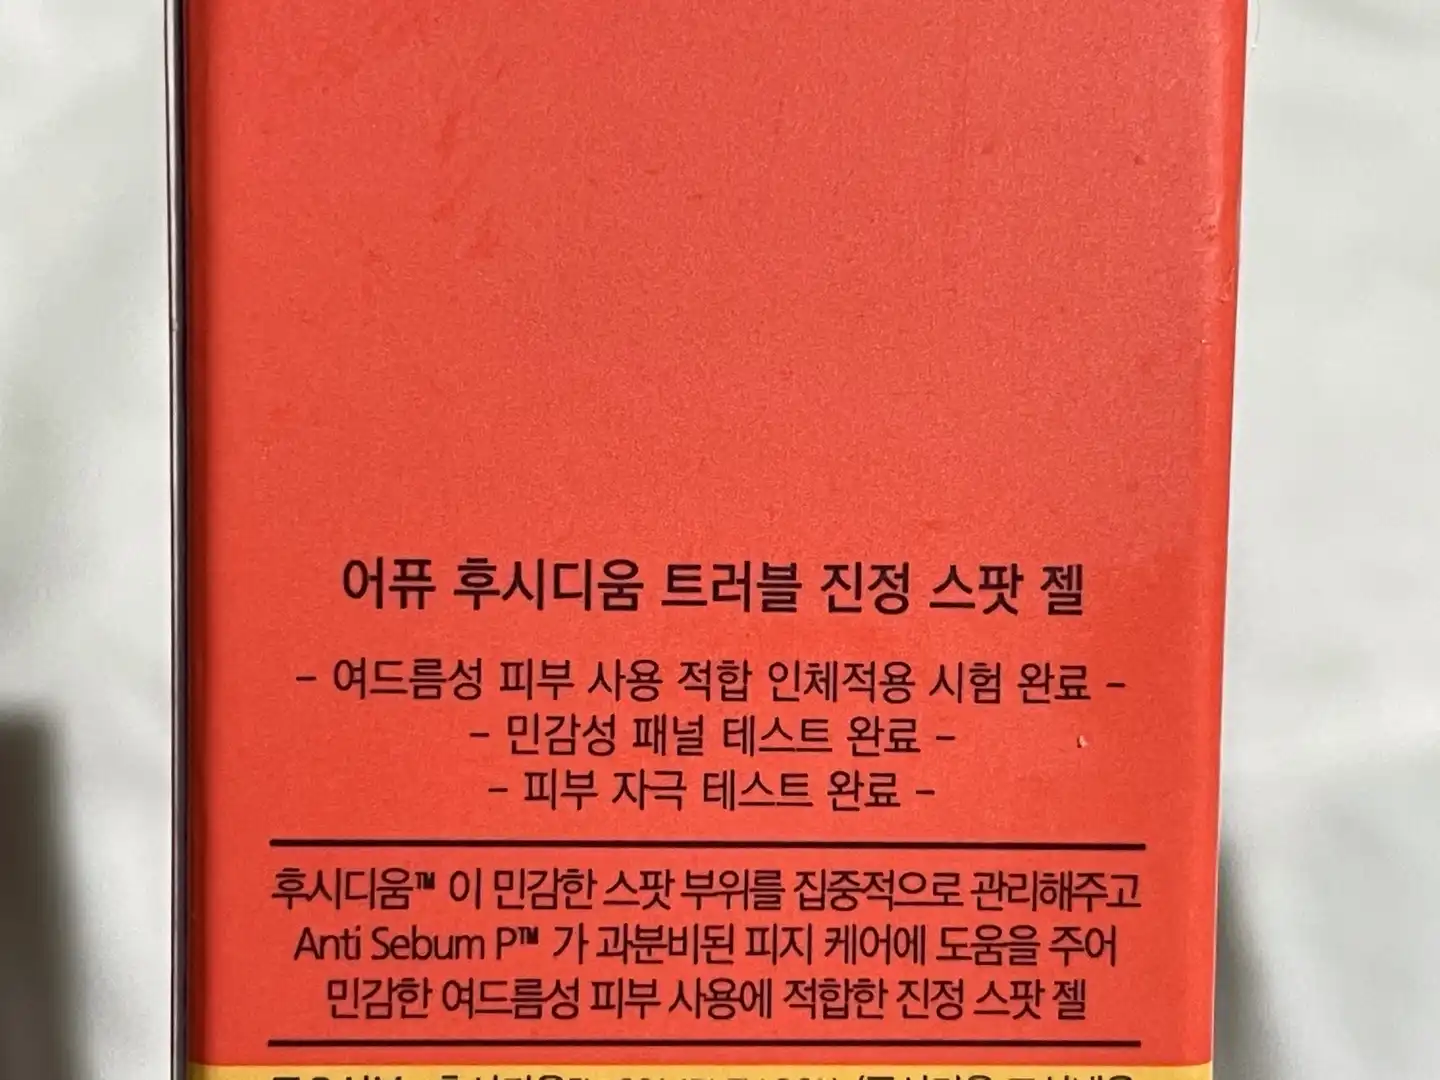 어퓨 후시디움 트러블 진정 스팟 젤
- 여드름성 피부 사용 적합 인체적용 시험 완료 -
- 민감성 패널 테스트 완료 -
- 피부 자극 테스트 완료 -
후시디움™ 이 민감한 스팟 부위를 집중적으로 관리해주고
Anti Sebum P™ 가 과분비된 피지 케어에 도움을 주어
민감한 여드름성 피부 사용에 적합한 진정 스팟 젤